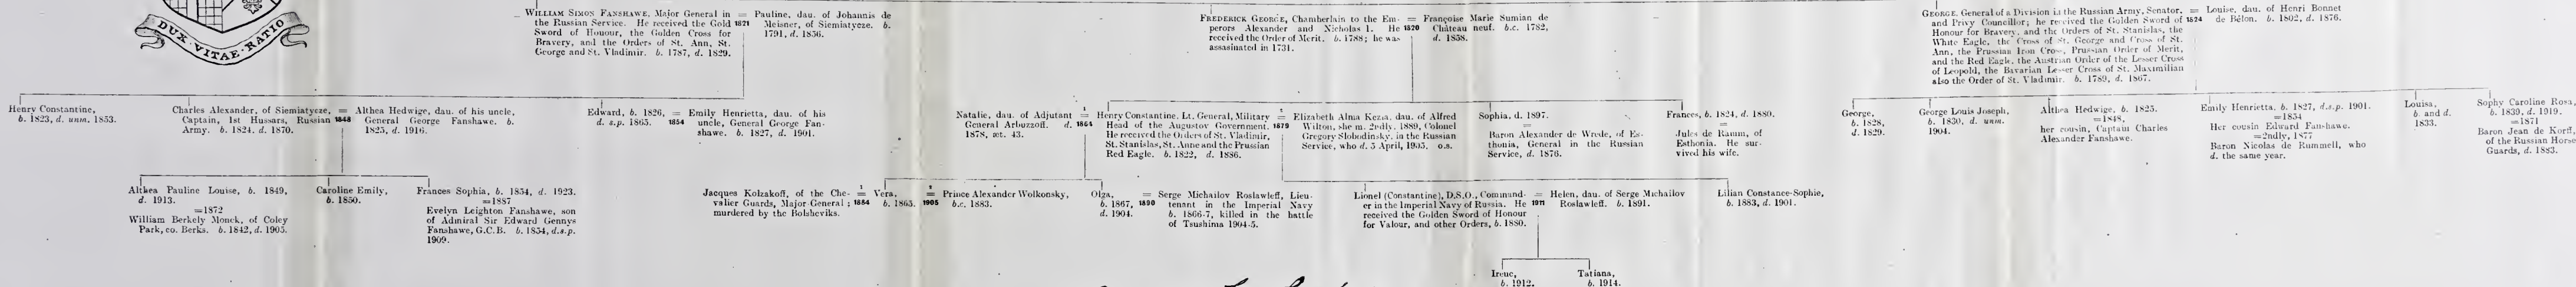 DUX · VITAE · RATIO
WILLIAM SIMON FANSHAWE, Major General in
the Russian Service. He received the Gold
Sword of Honour, the Golden Cross for
Bravery, and the Orders of St. Ann, St.
George and St. Vladimir. b. 1787, d. 1829.
=
1821
Pauline, dau. of Johannis de
Meisner, of Siemiatycze. b.
1791, d. 1856.
FREDERICK GEORGE, Chamberlain to the Em-
perors Alexander and Nicholas I. He
received the Order of Merit. b. 1788; he was
assasinated in 1731.
=
1820
Françoise Marie Sumian de
Château neuf. b.c. 1782,
d. 1858.
GEORGE, General of a Division in the Russian Army, Senator,
and Privy Councillor; he received the Golden Sword of
Honour for Bravery, and the Orders of St. Stanislas, the
White Eagle, the Cross of St. George and Cross of St.
Ann, the Prussian Iron Cross, Prussian Order of Merit,
and the Red Eagle, the Austrian Order of the Lesser Cross
of Leopold, the Bavarian Lesser Cross of St. Maximilian
also the Order of St. Vladimir. b. 1789, d. 1867.
=
1824
Louise, dau. of Henri Bonnet
de Bélon. b. 1802, d. 1876.
Henry Constantine,
b. 1823, d. unm. 1853.
Charles Alexander, of Siemiatycze,
Captain, 1st Hussars, Russian
Army. b. 1824, d. 1870.
=
1848
Althea Hedwige, dau. of his uncle,
General George Fanshawe. b.
1825, d. 1916.
Edward, b. 1826,
d. s.p. 1865.
=
1854
Emily Henrietta, dau. of his
uncle, General George Fan-
shawe. b. 1827, d. 1901.
Natalie, dau. of Adjutant
General Arbuzzoff. d.
1878, æt. 43.
1
=
1864
Henry Constantine, Lt. General, Military
Head of the Augustov Government.
He received the Orders of St. Vladimir,
St. Stanislas, St. Anne and the Prussian
Red Eagle. b. 1822, d. 1886.
2
=
1879
Elizabeth Alma Kezia, dau. of Alfred
Wilton, she m. 2ndly, 1889, Colonel
Gregory Slobodinsky, in the Russian
Service, who d. 5 April, 1905, o.s.
Sophia, d. 1897.
=
Baron Alexander de Wrede, of Es-
thonia, General in the Russian
Service, d. 1876.
Frances, b. 1824, d. 1880.
=
Jules de Ramm, of
Esthonia. He sur-
vived his wife.
George,
b. 1828,
d. 1829.
George Louis Joseph,
b. 1830, d. unm.
1904.
Althea Hedwige, b. 1825.
=1848,
her cousin, Captain Charles
Alexander Fanshawe.
Emily Henrietta. b. 1827, d.s.p. 1901.
=1854
Her cousin Edward Fanshawe.
=2ndly, 1877
Baron Nicolas de Rummell, who
d. the same year.
Louisa,
b. and d.
1833.
Sophy Caroline Rosa,
b. 1839, d. 1919.
=1871
Baron Jean de Korff,
of the Russian Horse
Guards, d. 1883.
Althea Pauline Louise, b. 1849,
d. 1913.
=1872
William Berkely Monck, of Coley
Park, co. Berks. b. 1842, d. 1905.
Caroline Emily,
b. 1850.
Frances Sophia, b. 1854, d. 1923.
=1887
Evelyn Leighton Fanshawe, son
of Admiral Sir Edward Gennys
Fanshawe, G.C.B. b. 1854, d.s.p.
1909.
Jacques Kolzakoff, of the Che-
valier Guards, Major General;
murdered by the Bolsheviks.
1
=
1884
Vera,
b. 1865.
2
=
1905
Prince Alexander Wolkonsky,
b.c. 1883.
Olga,
b. 1867,
d. 1904.
=
1890
Serge Michailov Roslawleff, Lieu-
tenant in the Imperial Navy
b. 1866-7, killed in the battle
of Tsushima 1904-5.
Lionel (Constantine), D.S.O., Command-
er in the Imperial Navy of Russia. He
received the Golden Sword of Honour
for Valour, and other Orders, b. 1880.
=
1911
Helen, dau. of Serge Michailov
Roslawleff. b. 1891.
Lilian Constance-Sophie,
b. 1883, d. 1901.
Irene,
b. 1912.
Tatiana,
b. 1914.